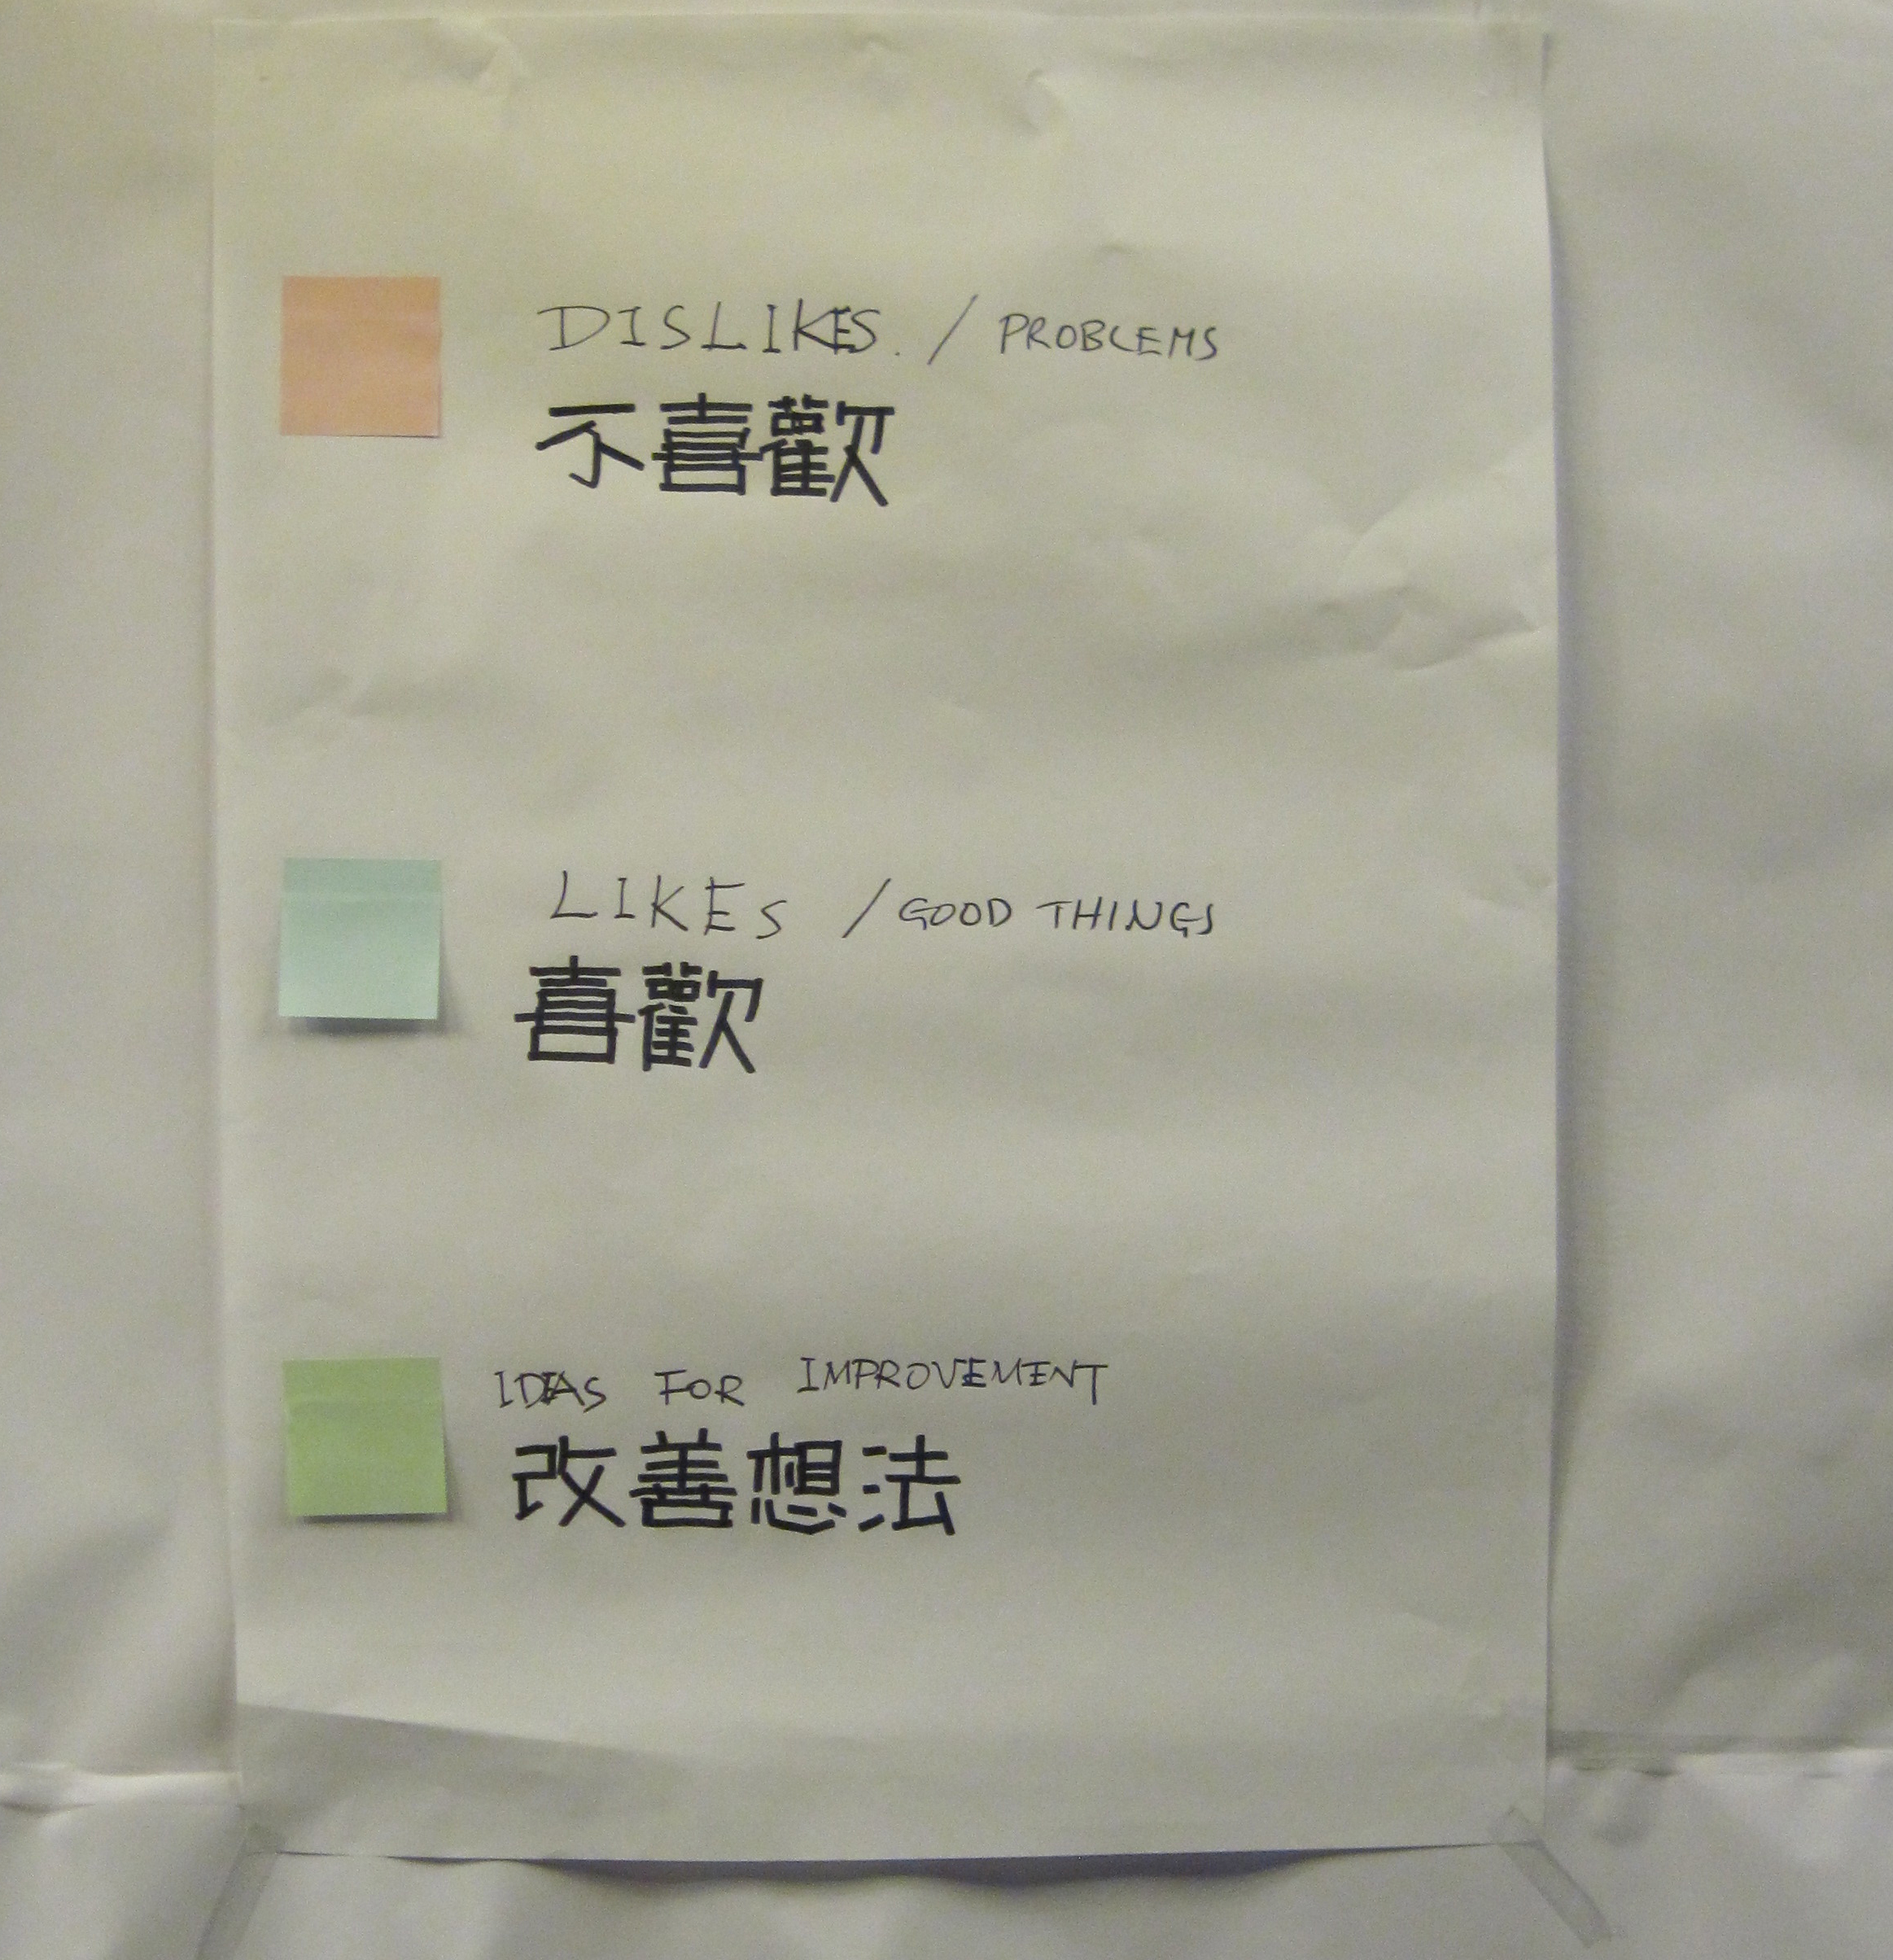 DISLIKES. / PROBLEMS
不喜歡
LIKES / GOOD THINGS
喜歡
IDEAS FOR IMPROVEMENT
改善想法